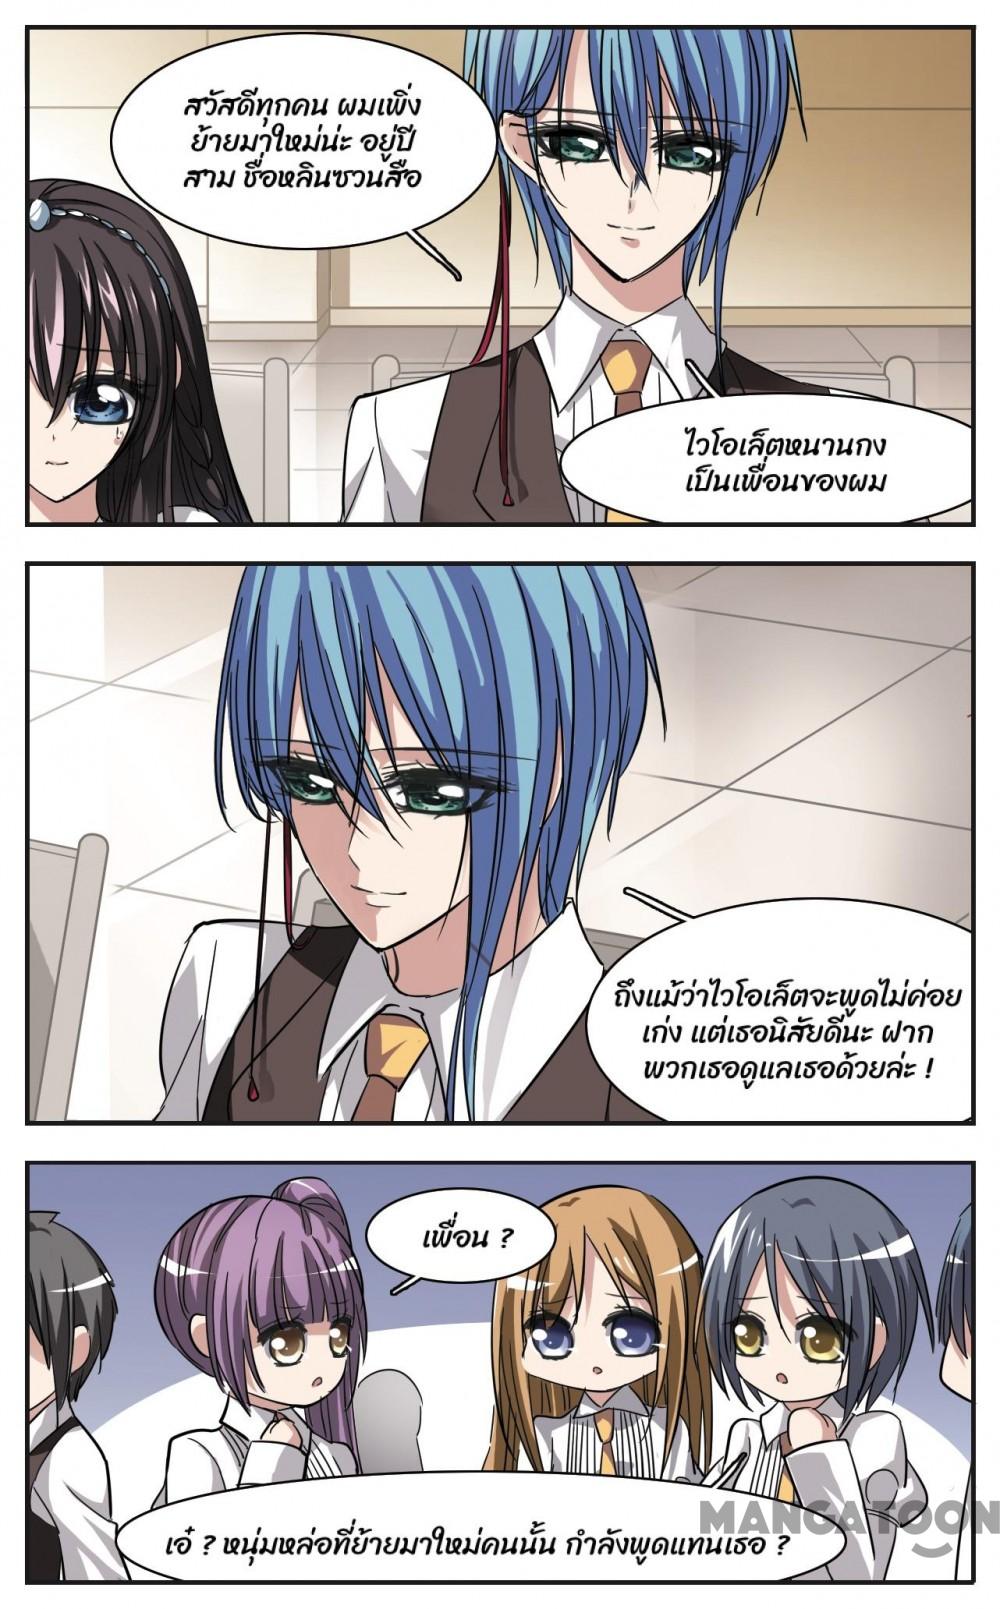 สวัสดีทุกคน ผมเพิ่ง
ย้ายมาใหม่น่ะ อยู่ปี
สาม ชื่อหลินซวนสือ
ไวโอเล็ตหนานกง
เป็นเพื่อนของผม
ถึงแม้ว่าไวโอเล็ตจะพูดไม่ค่อย
เก่ง แต่เธอนิสัยดีนะ ฝาก
พวกเธอดูแลเธอด้วยล่ะ !
เพื่อน ?
เอ๋ ? หนุ่มหล่อที่ย้ายมาใหม่คนนั้น กำลังพูดแทนเธอ ?
MANGATOON